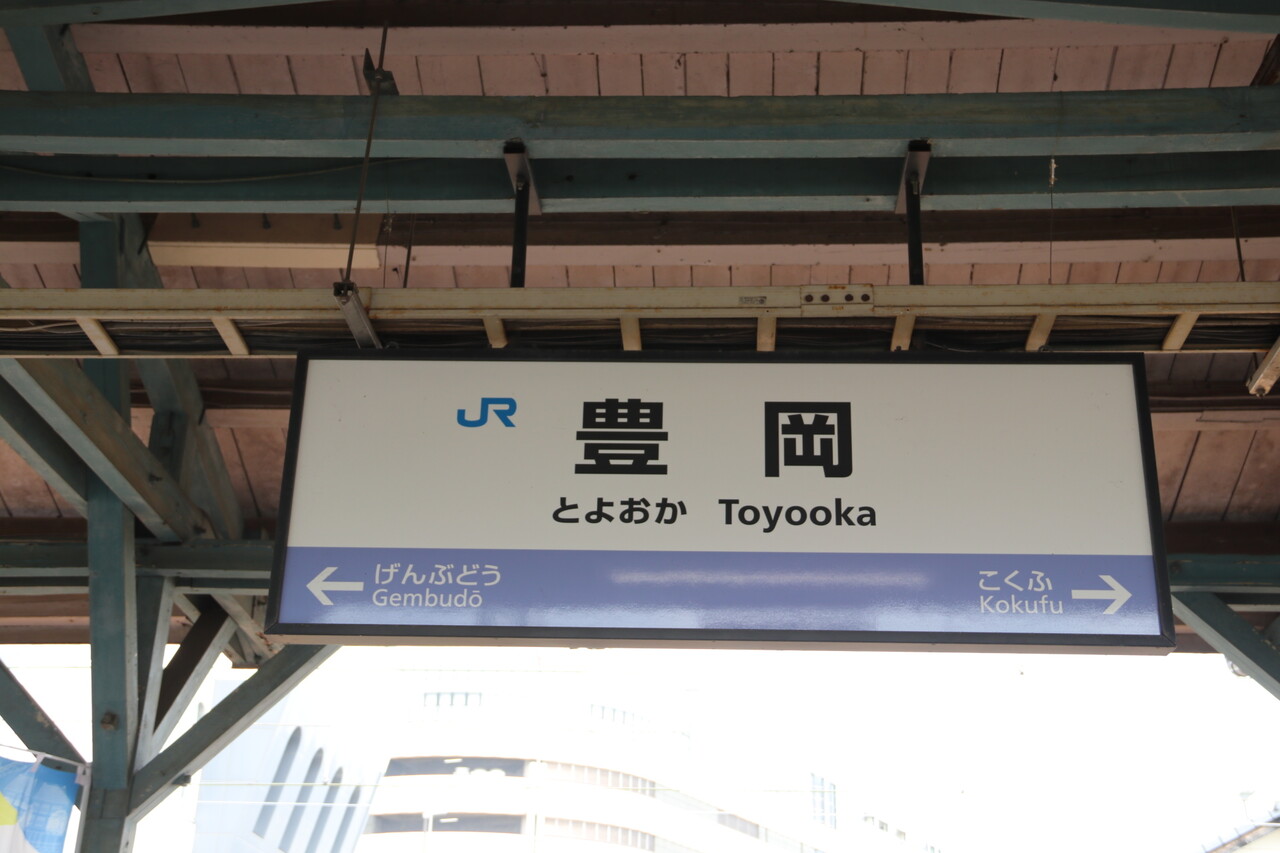 JR 豊岡
とよおか Toyooka
げんぶどう
Gembudō
こくふ
Kokufu